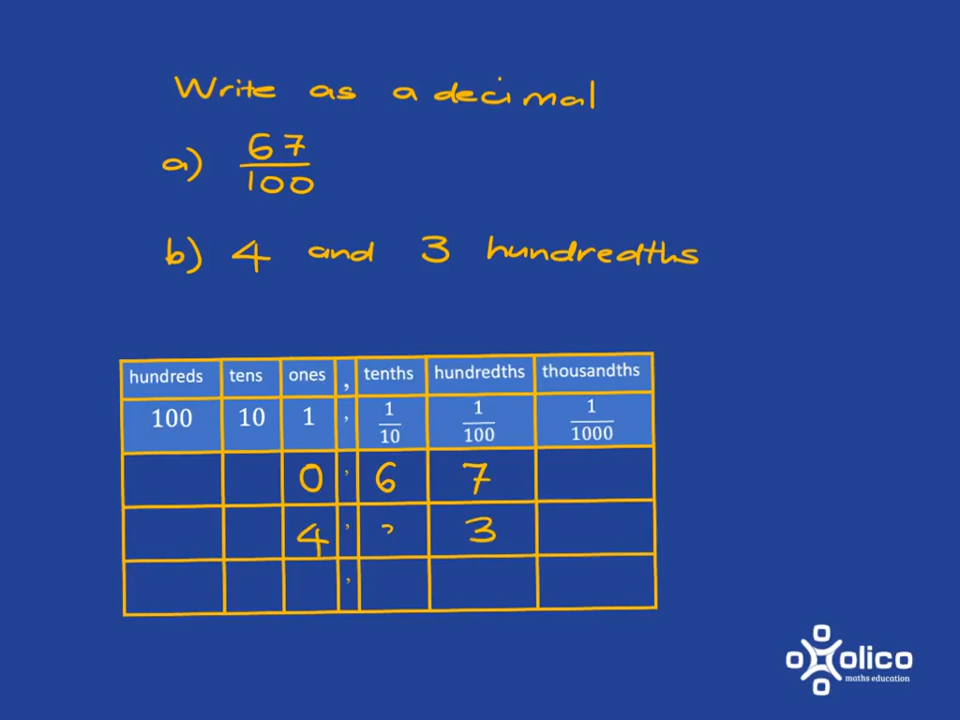 Write as a decimal
a) 67/100
b) 4 and 3 hundredths
hundreds tens ones , tenths hundredths thousandths
100 10 1 , 1/10 1/100 1/1000
0 , 6 7
4 , 3
,
olico
maths education